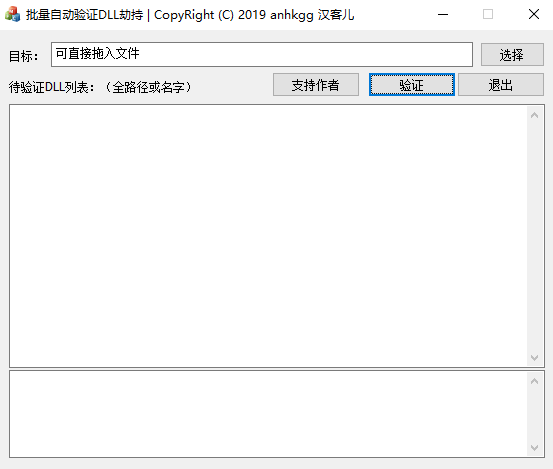 批量自动验证DLL劫持 | CopyRight (C) 2019 anhkgg 汉客儿
目标： 可直接拖入文件 选择
待验证DLL列表：（全路径或名字） 支持作者 验证 退出